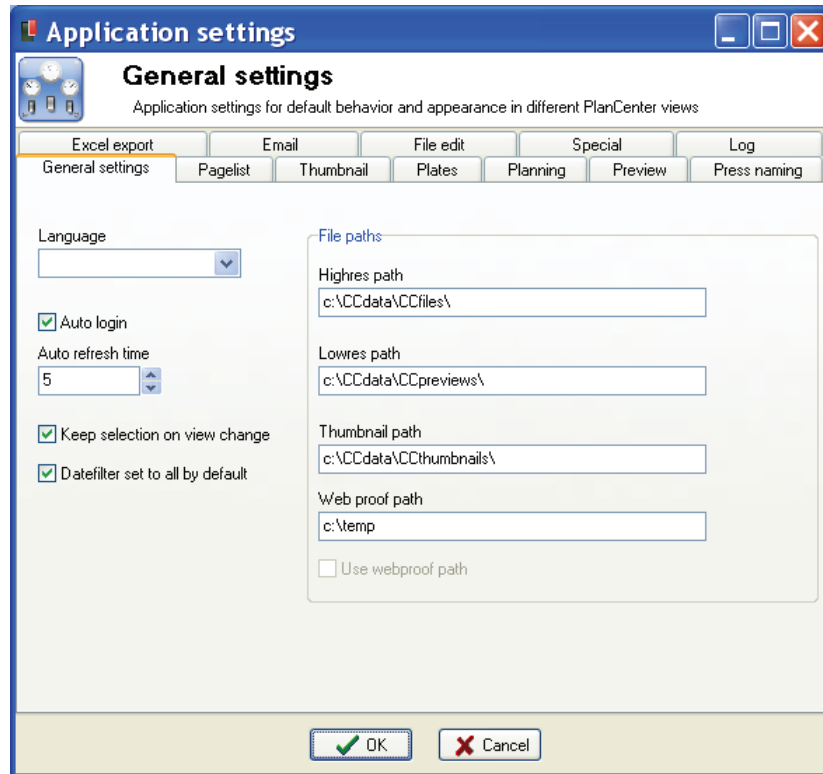 Application settings
General settings
Application settings for default behavior and appearance in different PlanCenter views
Excel export Email File edit Special Log
General settings Pagelist Thumbnail Plates Planning Preview Press naming
Language
File paths
Highres path
c:\CCdata\CCfiles\
Auto login
Auto refresh time
5
Lowres path
c:\CCdata\CCpreviews\
Keep selection on view change
Datefilter set to all by default
Thumbnail path
c:\CCdata\CCthumbnails\
Web proof path
c:\temp
Use webproof path
OK Cancel